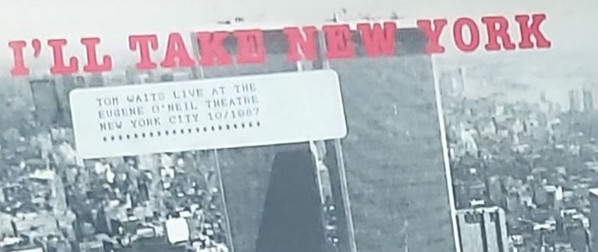 I'LL TAKE NEW YORK
TOM WAITS LIVE AT THE
EUGENE O'NEIL THEATRE
NEW YORK CITY 10/1987